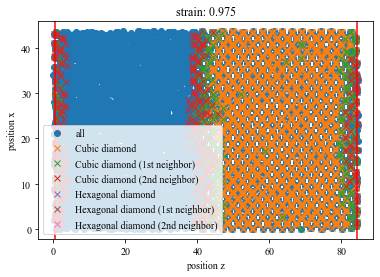 strain: 0.975
position x
40
30
20
10
0
all
Cubic diamond
Cubic diamond (1st neighbor)
Cubic diamond (2nd neighbor)
Hexagonal diamond
Hexagonal diamond (1st neighbor)
Hexagonal diamond (2nd neighbor)
0 20 40 60 80
position z